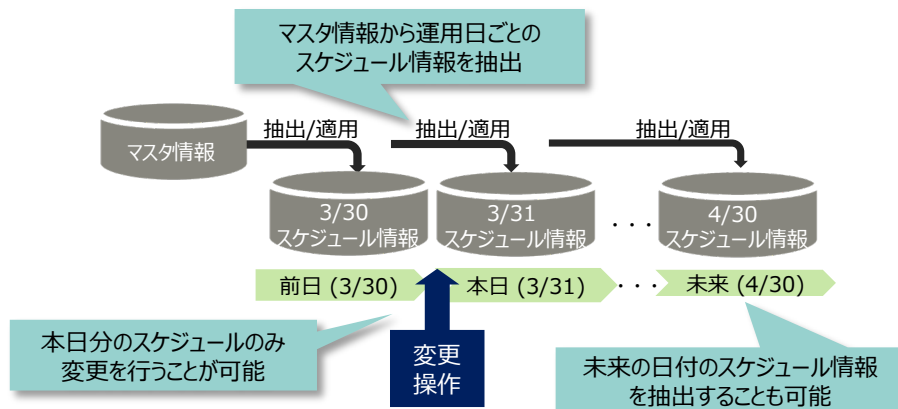 マスタ情報から運用日ごとの
スケジュール情報を抽出
マスタ情報
抽出/適用
抽出/適用
抽出/適用
3/30
スケジュール情報
3/31
スケジュール情報
・・・
4/30
スケジュール情報
前日 (3/30)
本日 (3/31)
・・・
未来 (4/30)
本日分のスケジュールのみ
変更を行うことが可能
変更
操作
未来の日付のスケジュール情報
を抽出することも可能